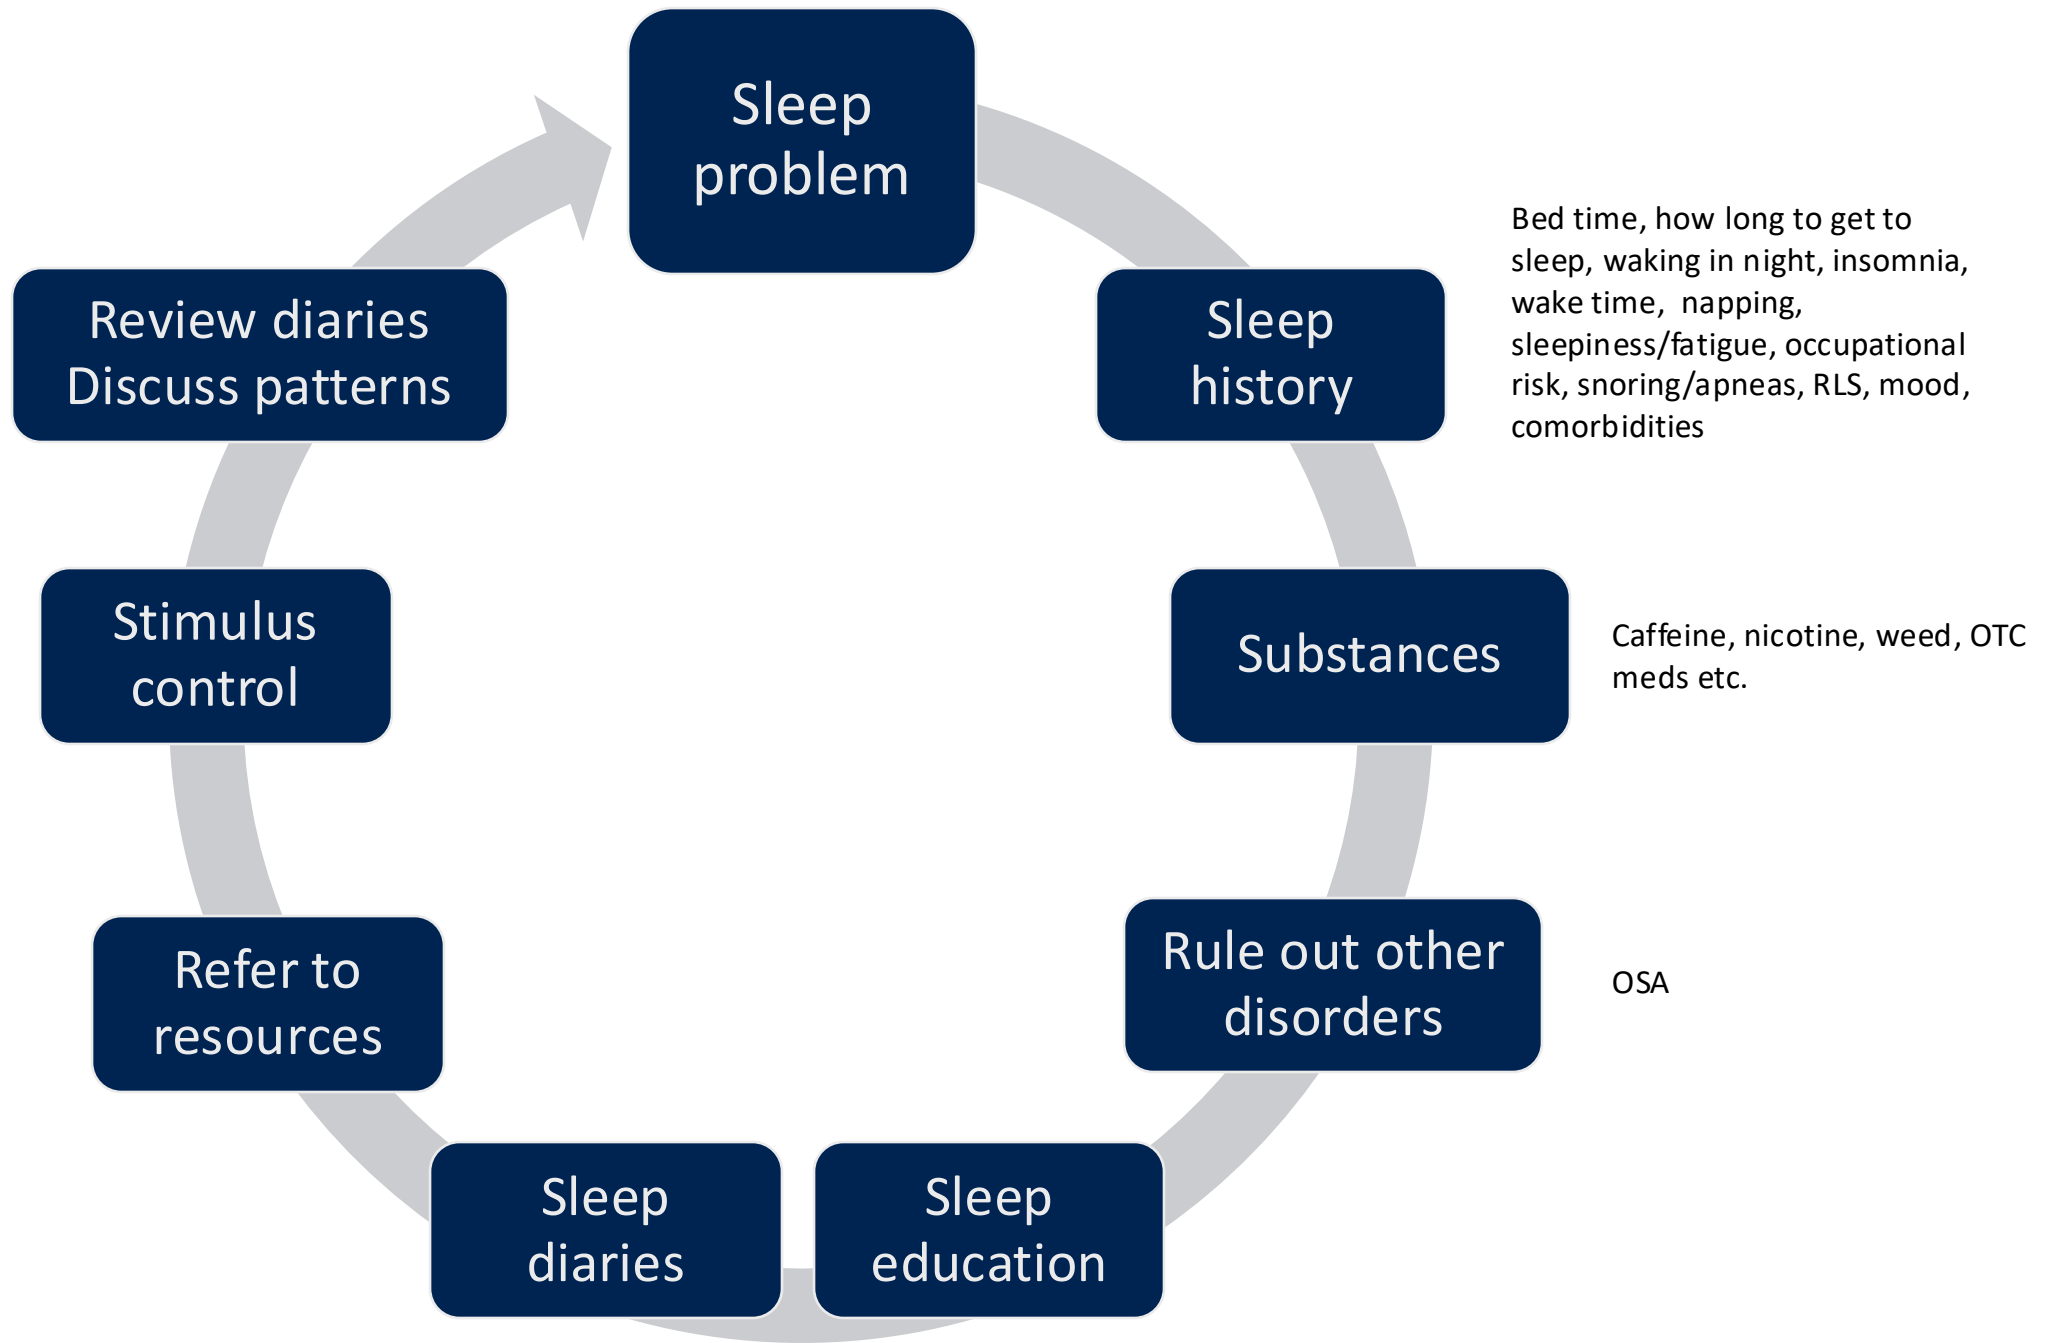 Sleep
problem
Sleep
history
Bed time, how long to get to
sleep, waking in night, insomnia,
wake time, napping,
sleepiness/fatigue, occupational
risk, snoring/apneas, RLS, mood,
comorbidities
Substances
Caffeine, nicotine, weed, OTC
meds etc.
Rule out other
disorders
OSA
Sleep
education
Sleep
diaries
Refer to
resources
Stimulus
control
Review diaries
Discuss patterns